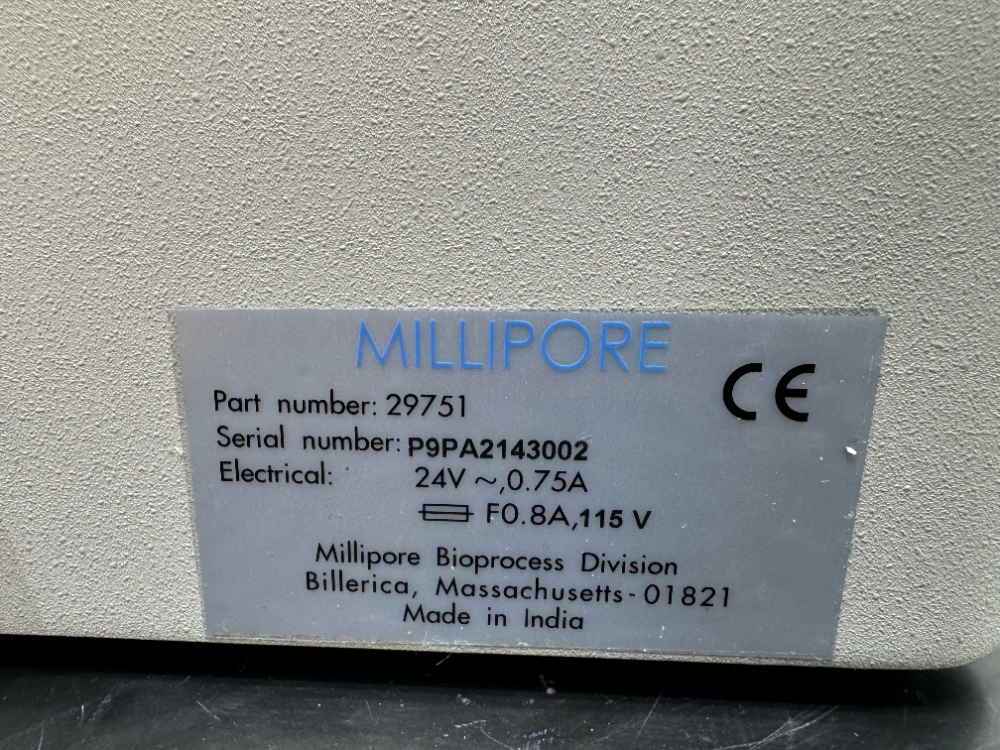 MILLIPORE
CE
Part number: 29751
Serial number: P9PA2143002
Electrical: 24V ~,0.75A
F0.8A,115 V
Millipore Bioprocess Division
Billerica, Massachusetts-01821
Made in India